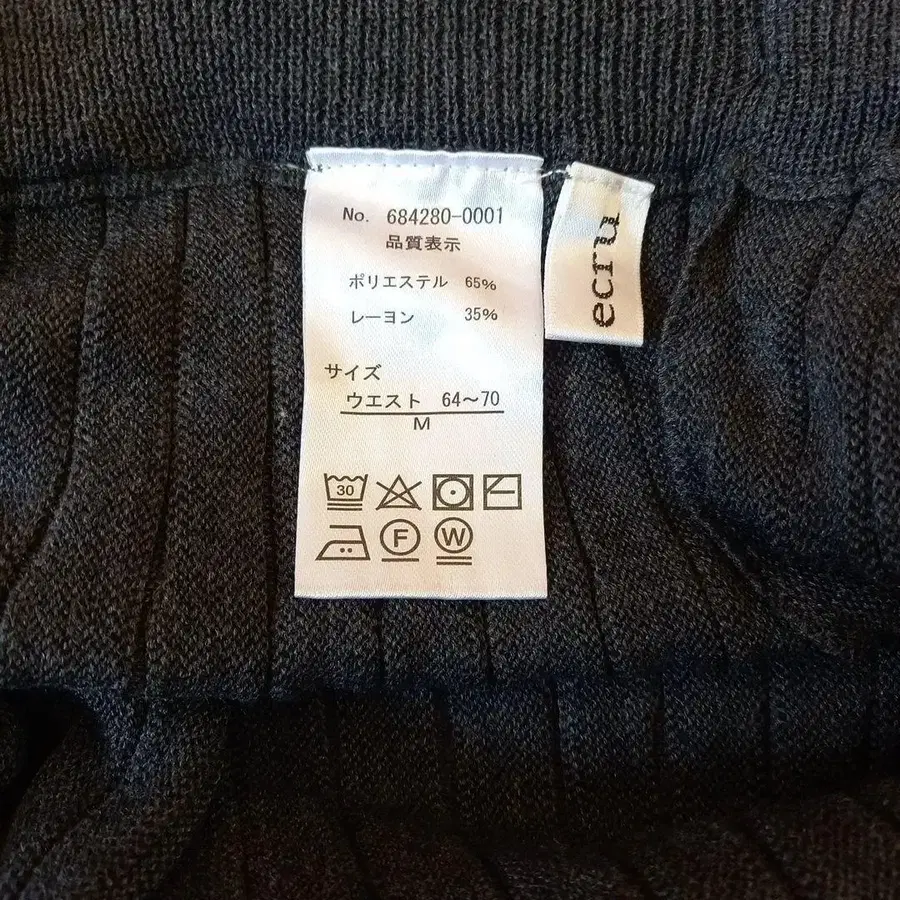 No. 684280-0001
品質表示
ポリエステル 65%
レーヨン 35%
サイズ
ウエスト 64〜70
M
30
F W
ecru